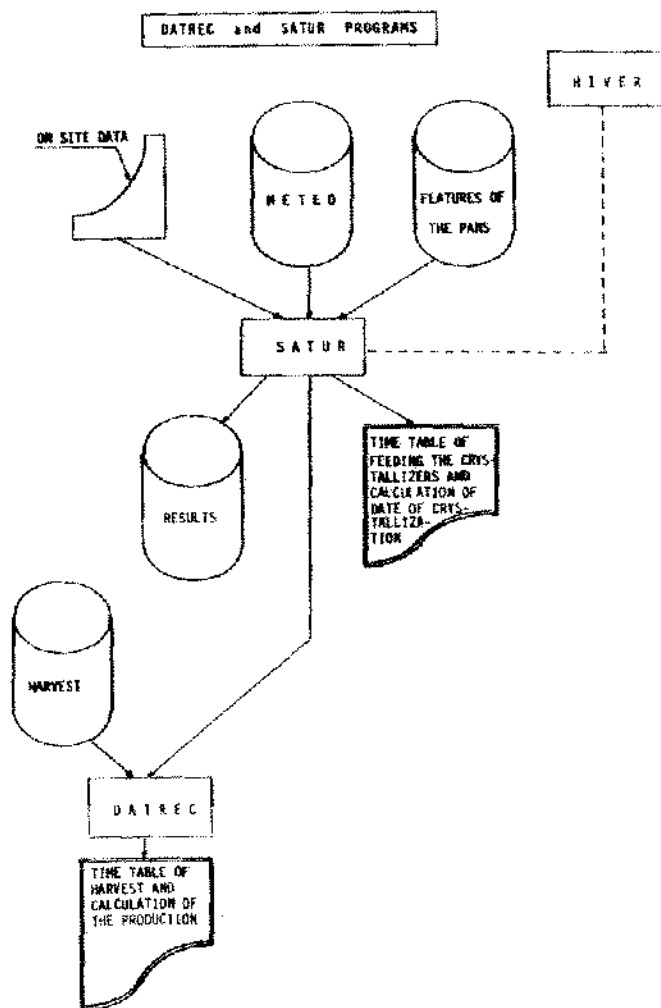 DATREC and SATUR PROGRAMS
HIVER
ON SITE DATA
METEO
FEATURES OF
THE PANS
SATUR
TIME TABLE OF
FEEDING THE CRYS-
TALLIZERS AND
CALCULATION OF
DATE OF CRYS-
TALLIZA-
TION
RESULTS
HARVEST
DATREC
TIME TABLE OF
HARVEST AND
CALCULATION OF
THE PRODUCTION